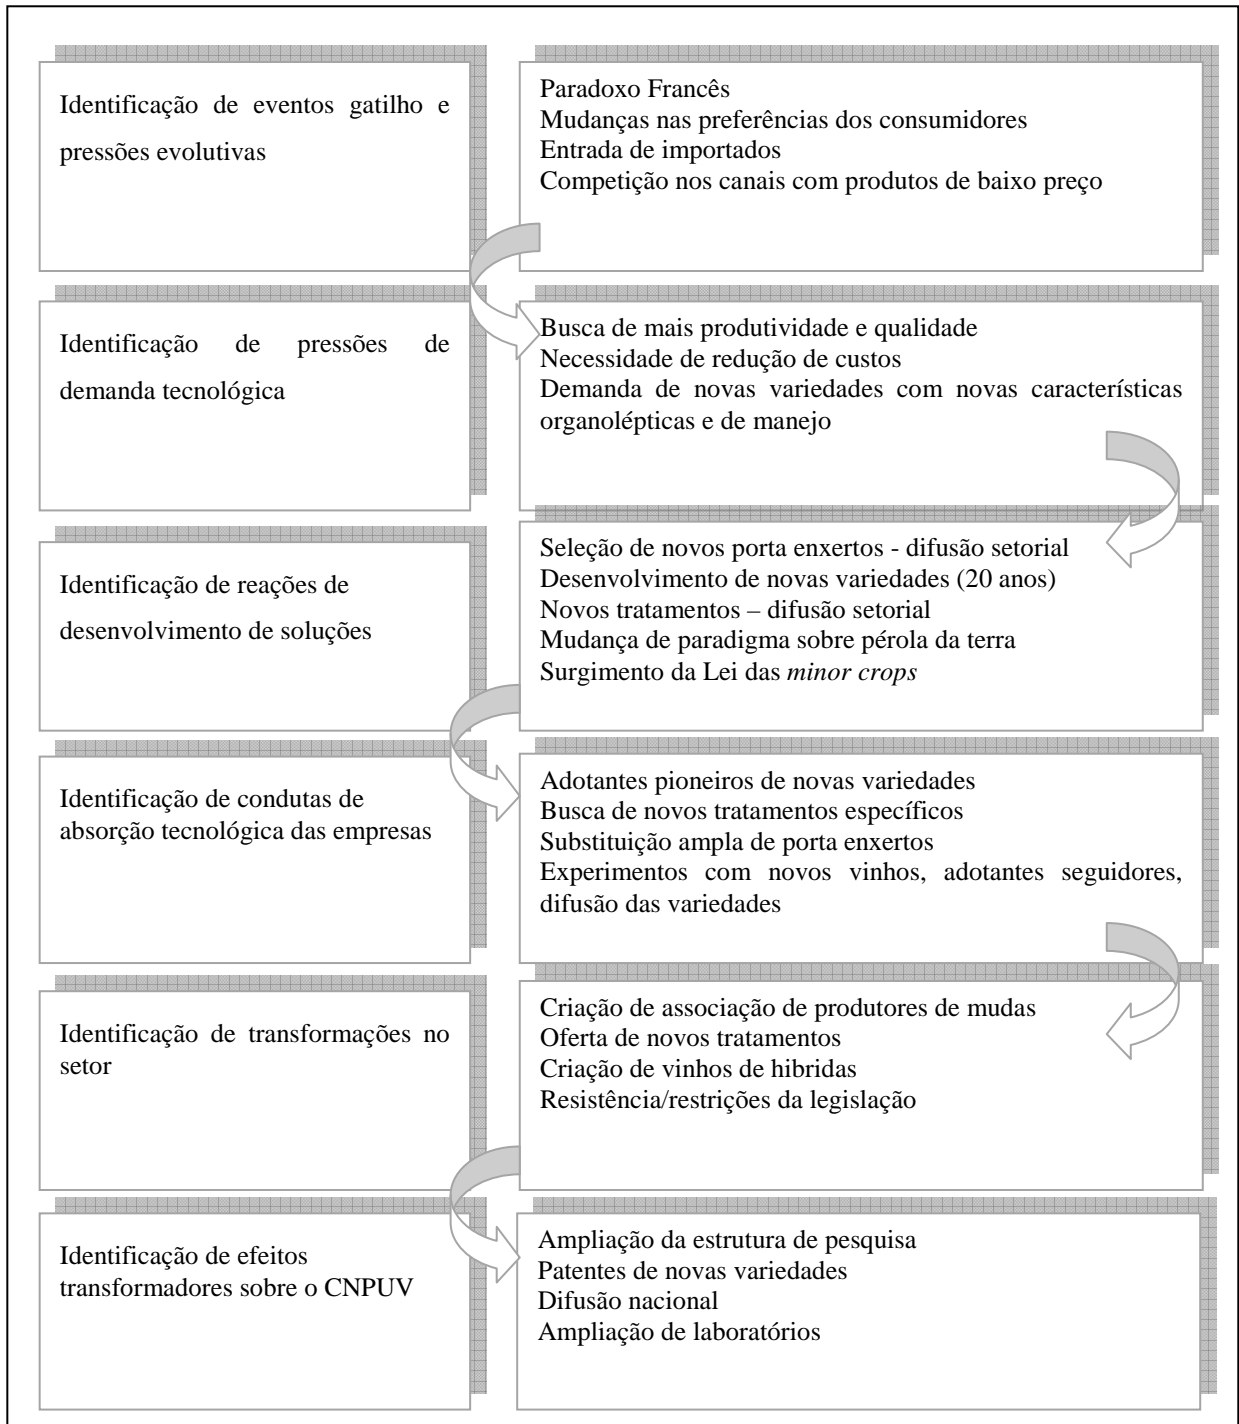 Identificação de eventos gatilho e
pressões evolutivas
Paradoxo Francês
Mudanças nas preferências dos consumidores
Entrada de importados
Competição nos canais com produtos de baixo preço
Identificação de pressões de
demanda tecnológica
Busca de mais produtividade e qualidade
Necessidade de redução de custos
Demanda de novas variedades com novas características
organolépticas e de manejo
Identificação de reações de
desenvolvimento de soluções
Seleção de novos porta enxertos - difusão setorial
Desenvolvimento de novas variedades (20 anos)
Novos tratamentos – difusão setorial
Mudança de paradigma sobre pérola da terra
Surgimento da Lei das minor crops
Identificação de condutas de
absorção tecnológica das empresas
Adotantes pioneiros de novas variedades
Busca de novos tratamentos específicos
Substituição ampla de porta enxertos
Experimentos com novos vinhos, adotantes seguidores,
difusão das variedades
Identificação de transformações no
setor
Criação de associação de produtores de mudas
Oferta de novos tratamentos
Criação de vinhos de hibridas
Resistência/restrições da legislação
Identificação de efeitos
transformadores sobre o CNPUV
Ampliação da estrutura de pesquisa
Patentes de novas variedades
Difusão nacional
Ampliação de laboratórios